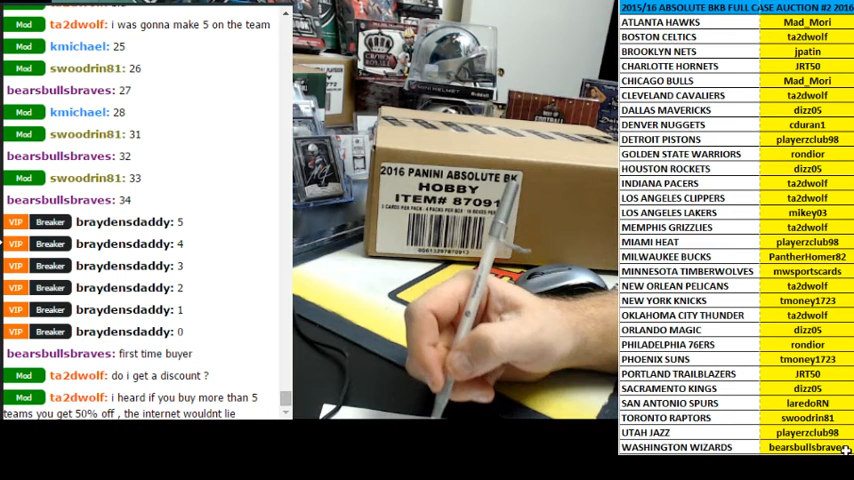 Mod ta2dwolf: i was gonna make 5 on the team
kmichael: 25
Mod swoodrin81: 26
bearsbullsbraves: 27
kmichael: 28
Mod swoodrin81: 31
bearsbullsbraves: 32
Mod swoodrin81: 33
bearsbullsbraves: 34
VIP Breaker braydensdaddy: 5
VIP Breaker braydensdaddy: 4
VIP Breaker braydensdaddy: 3
VIP Breaker braydensdaddy: 2
VIP Breaker braydensdaddy: 1
VIP Breaker braydensdaddy: 0
bearsbullsbraves: first time buyer
Mod ta2dwolf: do i get a discount ?
Mod ta2dwolf: i heard if you buy more than 5
teams you get 50% off , the internet wouldnt lie
CROWN
ROYALE
MINI HELMET
FOOTBALL
2016 PANINI ABSOLUTE BK
HOBBY
ITEM# 87091
2015/16 ABSOLUTE BKB FULL CASE AUCTION #2 2016
ATLANTA HAWKS Mad_Mori
BOSTON CELTICS ta2dwolf
BROOKLYN NETS jpatin
CHARLOTTE HORNETS JRT50
CHICAGO BULLS Mad_Mori
CLEVELAND CAVALIERS ta2dwolf
DALLAS MAVERICKS dizz05
DENVER NUGGETS cduran1
DETROIT PISTONS playerzclub98
GOLDEN STATE WARRIORS rondior
HOUSTON ROCKETS dizz05
INDIANA PACERS ta2dwolf
LOS ANGELES CLIPPERS ta2dwolf
LOS ANGELES LAKERS mikey03
MEMPHIS GRIZZLIES ta2dwolf
MIAMI HEAT playerzclub98
MILWAUKEE BUCKS PantherHomer82
MINNESOTA TIMBERWOLVES mwsportscards
NEW ORLEAN PELICANS ta2dwolf
NEW YORK KNICKS tmoney1723
OKLAHOMA CITY THUNDER ta2dwolf
ORLANDO MAGIC dizz05
PHILADELPHIA 76ERS rondior
PHOENIX SUNS tmoney1723
PORTLAND TRAILBLAZERS JRT50
SACRAMENTO KINGS dizz05
SAN ANTONIO SPURS laredoRN
TORONTO RAPTORS swoodrin81
UTAH JAZZ playerzclub98
WASHINGTON WIZARDS bearsbullsbraves